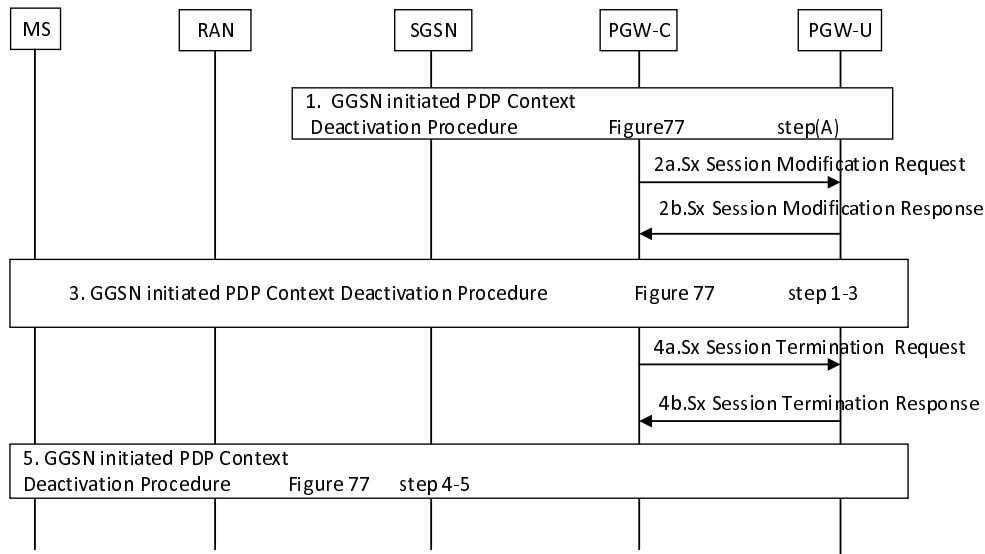 MS RAN SGSN PGW-C PGW-U
1. GGSN initiated PDP Context
Deactivation Procedure Figure77 step(A)
2a.Sx Session Modification Request
2b.Sx Session Modification Response
3. GGSN initiated PDP Context Deactivation Procedure Figure 77 step 1-3
4a.Sx Session Termination Request
4b.Sx Session Termination Response
5. GGSN initiated PDP Context
Deactivation Procedure Figure 77 step 4-5